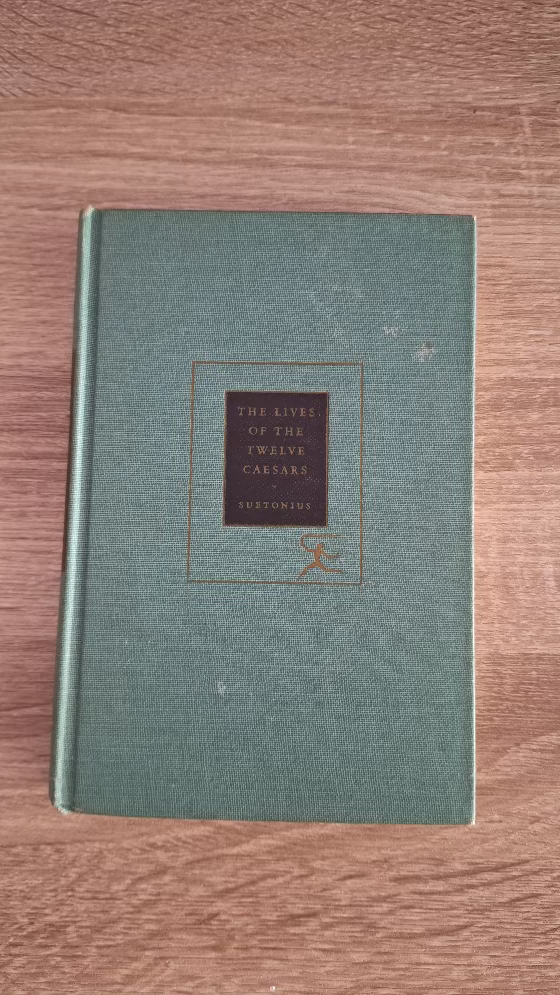 THE LIVES
OF THE
TWELVE
CAESARS
SUETONIUS